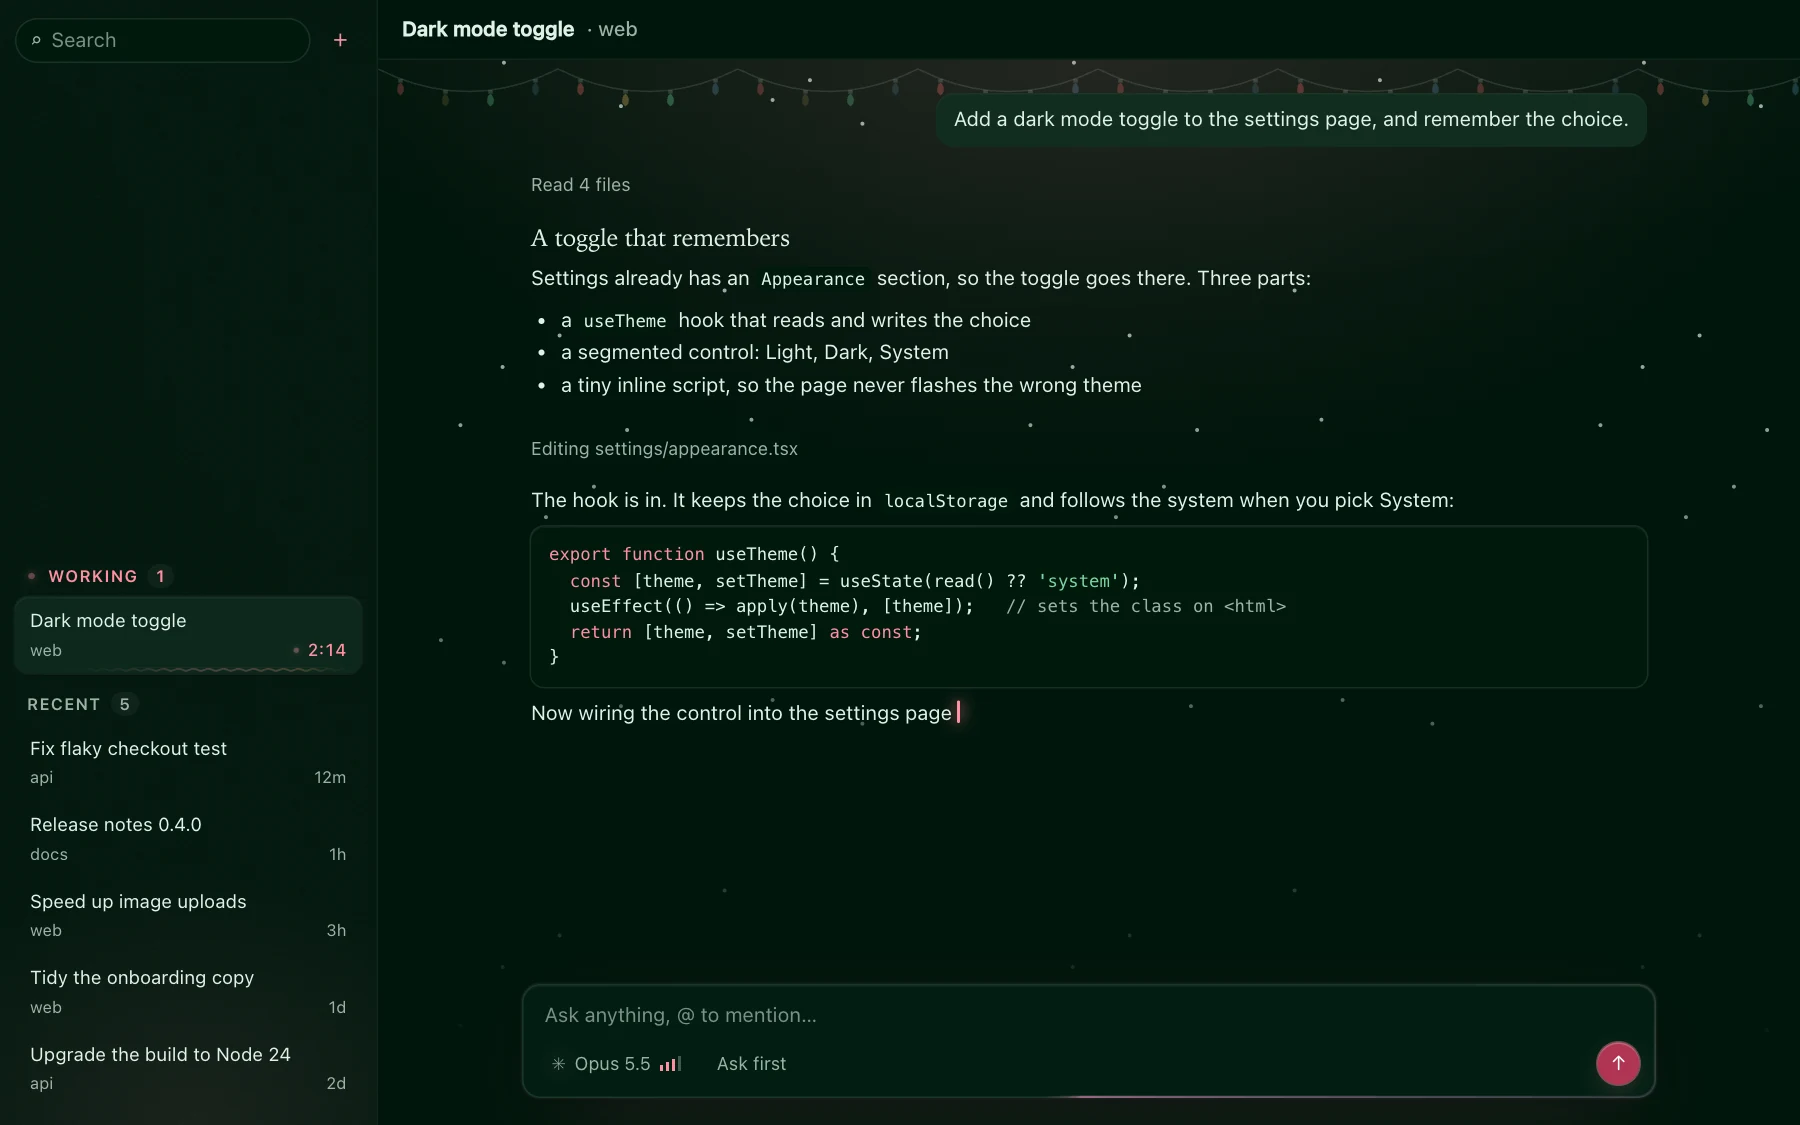 Search
+
WORKING 1
Dark mode toggle
web 2:14
RECENT 5
Fix flaky checkout test
api 12m
Release notes 0.4.0
docs 1h
Speed up image uploads
web 3h
Tidy the onboarding copy
web 1d
Upgrade the build to Node 24
api 2d
Dark mode toggle · web
Add a dark mode toggle to the settings page, and remember the choice.
Read 4 files
A toggle that remembers
Settings already has an Appearance section, so the toggle goes there. Three parts:
• a useTheme hook that reads and writes the choice
• a segmented control: Light, Dark, System
• a tiny inline script, so the page never flashes the wrong theme
Editing settings/appearance.tsx
The hook is in. It keeps the choice in localStorage and follows the system when you pick System:
export function useTheme() {
  const [theme, setTheme] = useState(read() ?? 'system');
  useEffect(() => apply(theme), [theme]);   // sets the class on <html>
  return [theme, setTheme] as const;
}
Now wiring the control into the settings page
Ask anything, @ to mention…
Opus 5.5 Ask first